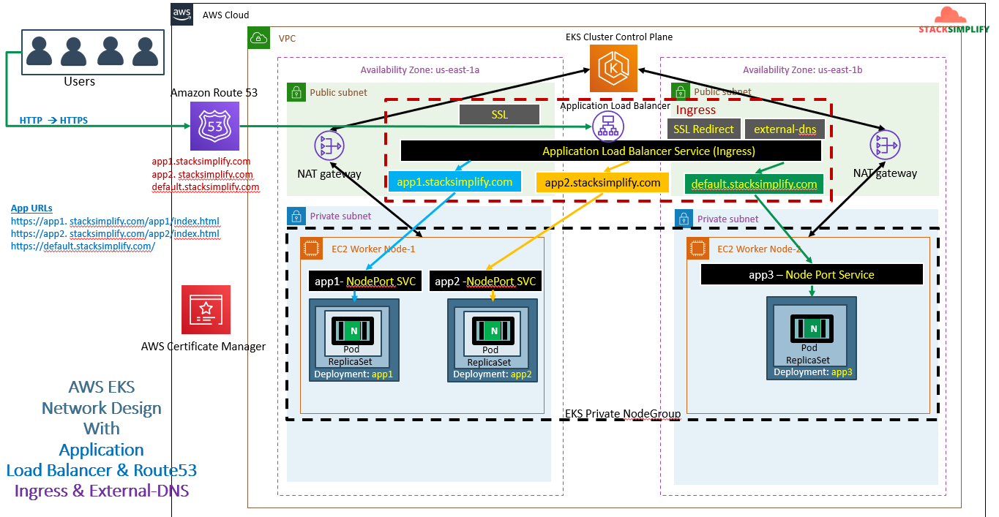 aws
AWS Cloud
STACKSIMPLIFY
VPC
EKS Cluster Control Plane
Users
Availability Zone: us-east-1a
Availability Zone: us-east-1b
Amazon Route 53
Public subnet
Public subnet
HTTP → HTTPS
53
SSL
Application Load Balancer
Ingress
SSL Redirect
external-dns
Application Load Balancer Service (Ingress)
NAT gateway
NAT gateway
app1.stacksimplify.com
app2. stacksimplify.com
default.stacksimplify.com
app1.stacksimplify.com
app2.stacksimplify.com
default.stacksimplify.com
App URLs
https://app1. stacksimplify.com/app1/index.html
https://app2. stacksimplify.com/app2/index.html
https://default.stacksimplify.com/
Private subnet
Private subnet
EC2 Worker Node-1
EC2 Worker Node-2
app1- NodePort SVC
app2 -NodePort SVC
app3 – Node Port Service
K
N
Pod
ReplicaSet
Deployment: app1
N
Pod
ReplicaSet
Deployment: app2
N
Pod
ReplicaSet
Deployment: app3
AWS Certificate Manager
EKS Private NodeGroup
AWS EKS
Network Design
With
Application
Load Balancer & Route53
Ingress & External-DNS